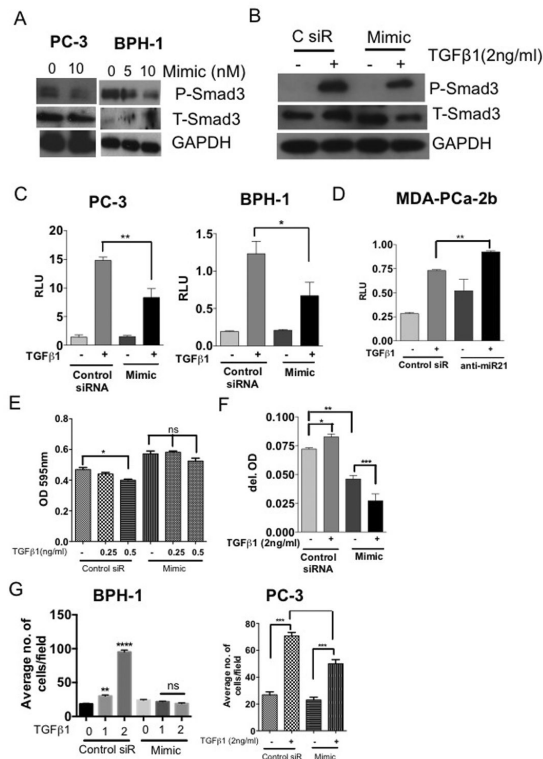 A
PC-3 BPH-1
0 10 0 5 10 Mimic (nM)
P-Smad3
T-Smad3
GAPDH
B
C siR Mimic
- + - + TGFβ1(2ng/ml)
P-Smad3
T-Smad3
GAPDH
C
PC-3
RLU
20
15
10
5
0
**
TGFβ1 - + - +
Control siRNA Mimic
BPH-1
RLU
1.5
1.0
0.5
0.0
*
TGFβ1 - + - +
Control siRNA Mimic
D
MDA-PCa-2b
RLU
1.00
0.75
0.50
0.25
0.00
**
TGFβ1 - + - +
Control siR anti-miR21
E
OD 595nm
0.8
0.6
0.4
0.2
0.0
* ns
TGFβ1(ng/ml) - 0.25 0.5 - 0.25 0.5
Control siR Mimic
F
del. OD
0.100
0.075
0.050
0.025
0.000
**
*
***
TGFβ1 (2ng/ml) - + - +
Control siRNA Mimic
G
BPH-1
Average no. of
cells/field
150
100
50
0
** **** ns
TGFβ1 0 1 2 0 1 2
Control siR Mimic
PC-3
Average no. of
cells/field
80
60
40
20
0
*** ***
TGFβ1 (2ng/ml) - + - +
Control siR Mimic